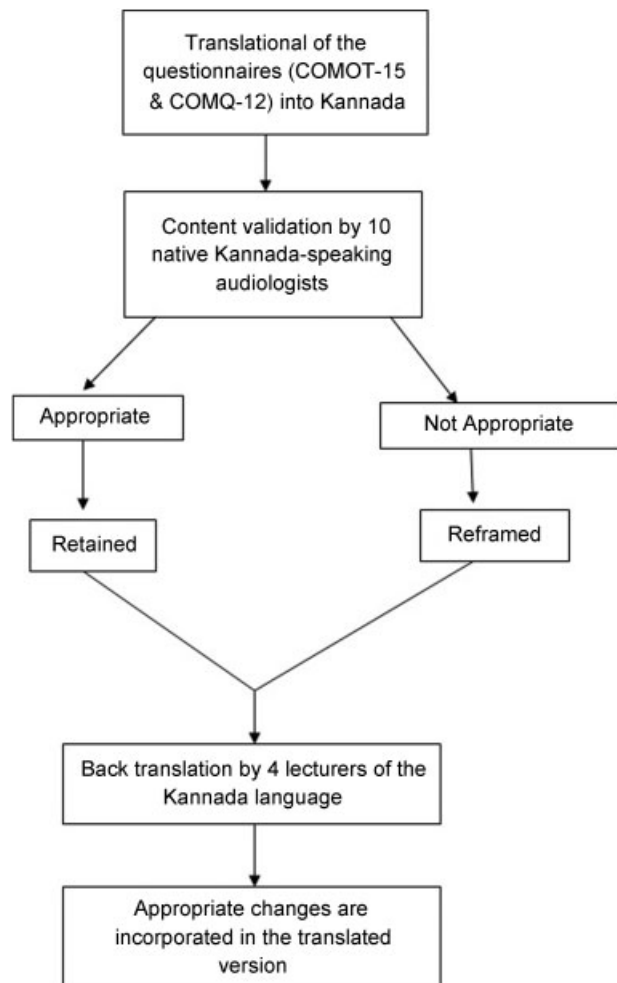 Translational of the
questionnaires (COMOT-15
& COMQ-12) into Kannada
Content validation by 10
native Kannada-speaking
audiologists
Appropriate
Not Appropriate
Retained
Reframed
Back translation by 4 lecturers of the
Kannada language
Appropriate changes are
incorporated in the translated
version